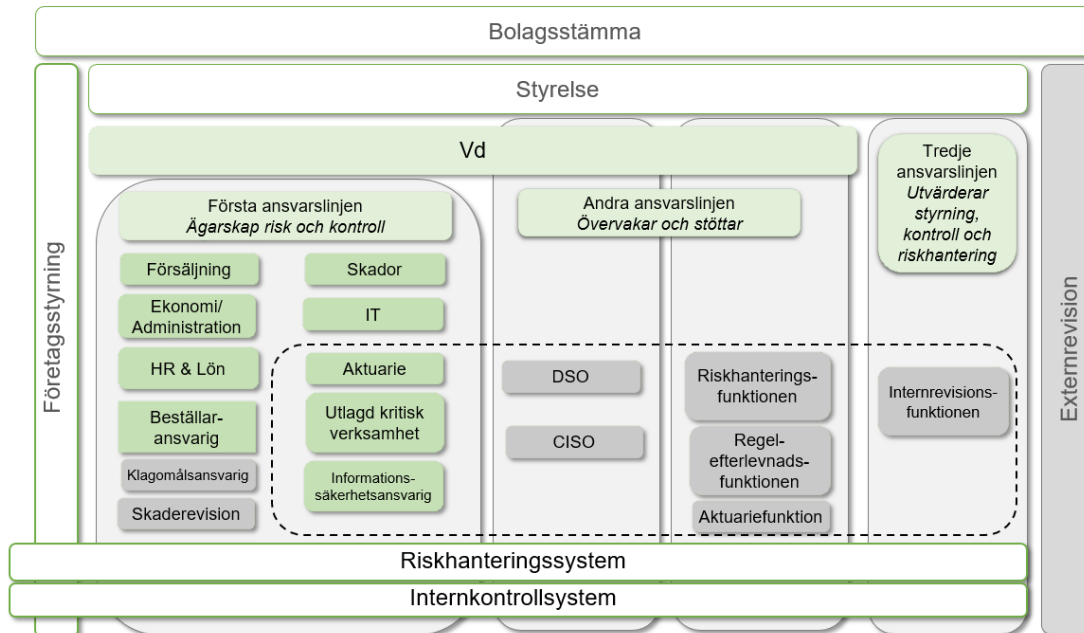 Bolagsstämma
Styrelse
Vd
Tredje
ansvarslinjen
Utvärderar
styrning,
kontroll och
riskhantering
Första ansvarslinjen
Ägarskap risk och kontroll
Andra ansvarslinjen
Övervakar och stöttar
Företagsstyrning
Externrevision
Försäljning
Skador
Ekonomi/
Administration
IT
HR & Lön
Aktuarie
Beställar-
ansvarig
Utlagd kritisk
verksamhet
Klagomålsansvarig
Informations-
säkerhetsansvarig
Skaderevision
DSO
CISO
Riskhanterings-
funktionen
Regel-
efterlevnads-
funktionen
Aktuariefunktion
Internrevisions-
funktionen
Riskhanteringssystem
Internkontrollsystem